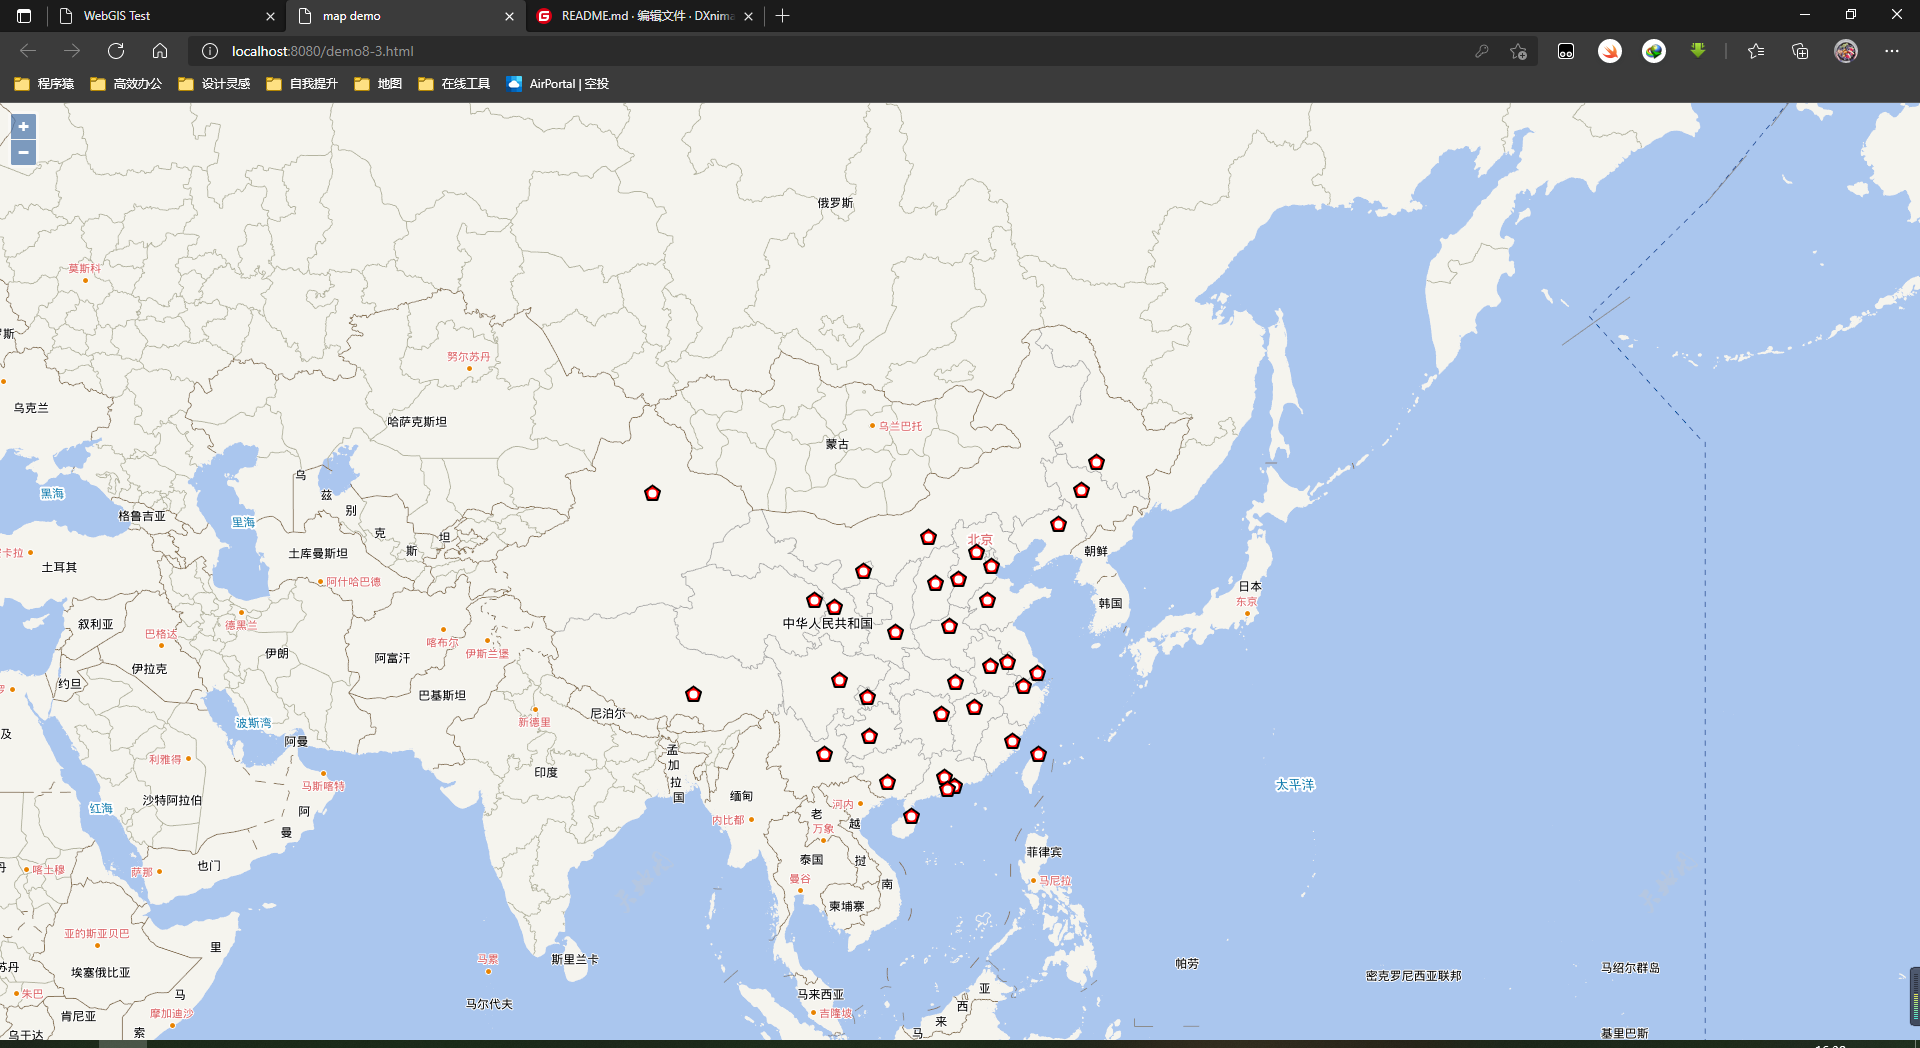 WebGIS Test
map demo
README.md · 编辑文件 · DXnima
localhost:8080/demo8-3.html
程序猿
高效办公
设计灵感
自我提升
地图
在线工具
AirPortal | 空投
+
−
俄罗斯
莫斯科
罗斯
努尔苏丹
乌克兰
哈萨克斯坦
乌兰巴托
蒙古
乌
兹
别
克
斯
坦
黑海
格鲁吉亚
里海
土库曼斯坦
卡拉
土耳其
阿什哈巴德
北京
朝鲜
日本
东京
韩国
叙利亚
巴格达
德黑兰
喀布尔
伊斯兰堡
中华人民共和国
伊朗
阿富汗
伊拉克
约旦
巴基斯坦
尼泊尔
波斯湾
新德里
及
阿曼
孟
加
拉
国
利雅得
马斯喀特
印度
沙特阿拉伯
红海
阿
曼
缅甸
内比都
河内
老
越
万象
太平洋
菲律宾
泰国
挝
丹
喀土穆
萨那
也门
曼谷
南
马尼拉
柬埔寨
亚的斯亚贝巴
里
斯里兰卡
马累
苏丹
埃塞俄比亚
帕劳
密克罗尼西亚联邦
马绍尔群岛
朱巴
马
马尔代夫
马来西亚
亚
西
来
马
吉隆坡
肯尼亚
摩加迪沙
索
乌干达
基里巴斯